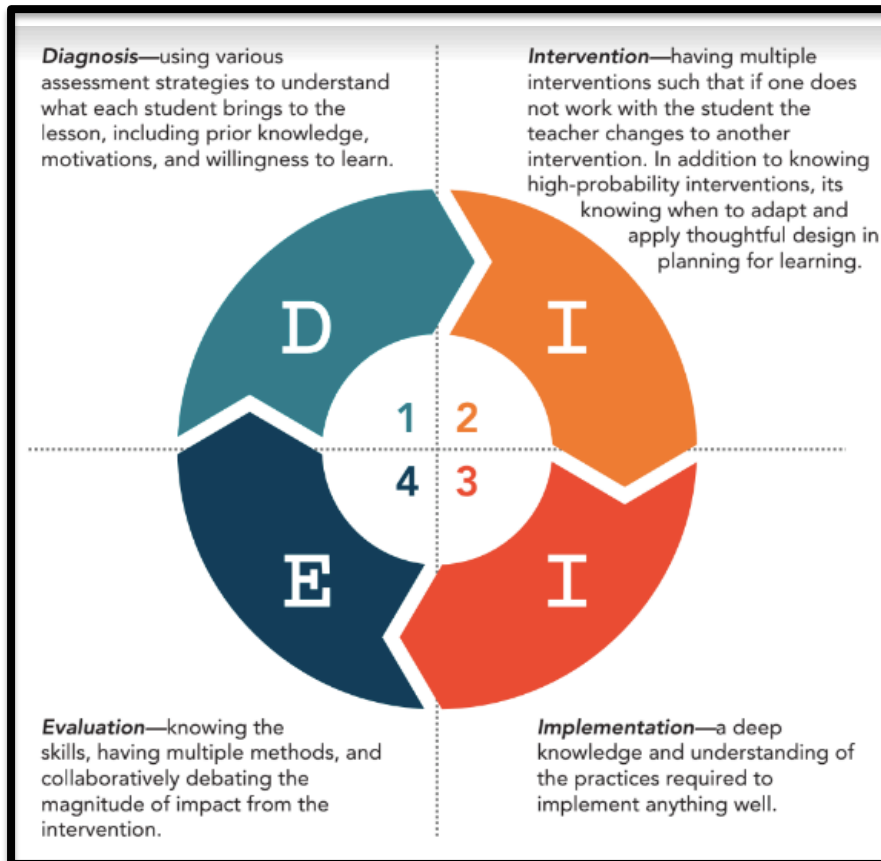 Diagnosis—using various
assessment strategies to understand
what each student brings to the
lesson, including prior knowledge,
motivations, and willingness to learn.
Intervention—having multiple
interventions such that if one does
not work with the student the
teacher changes to another
intervention. In addition to knowing
high-probability interventions, its
knowing when to adapt and
apply thoughtful design in
planning for learning.
D
I
1
2
4
3
E
I
Evaluation—knowing the
skills, having multiple methods, and
collaboratively debating the
magnitude of impact from the
intervention.
Implementation—a deep
knowledge and understanding of
the practices required to
implement anything well.